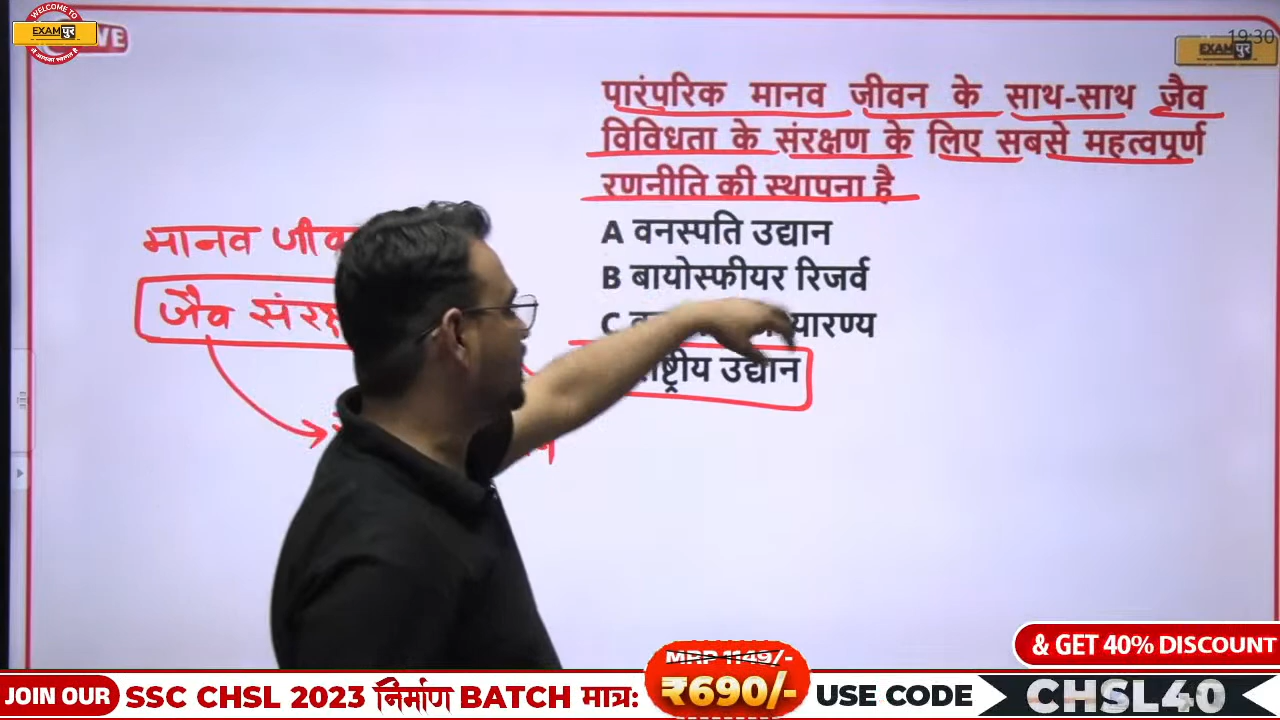 WELCOME TO
EXAMपुर
VE
19:30
EXAMपुर
पारंपरिक मानव जीवन के साथ-साथ जैव
विविधता के संरक्षण के लिए सबसे महत्वपूर्ण
रणनीति की स्थापना है
A वनस्पति उद्यान
B बायोस्फीयर रिजर्व
C
उद्यान
मानव
जैव
& GET 40% DISCOUNT
JOIN OUR SSC CHSL 2023 निर्माण BATCH मात्र: MRP 1149/- ₹690/- USE CODE CHSL40